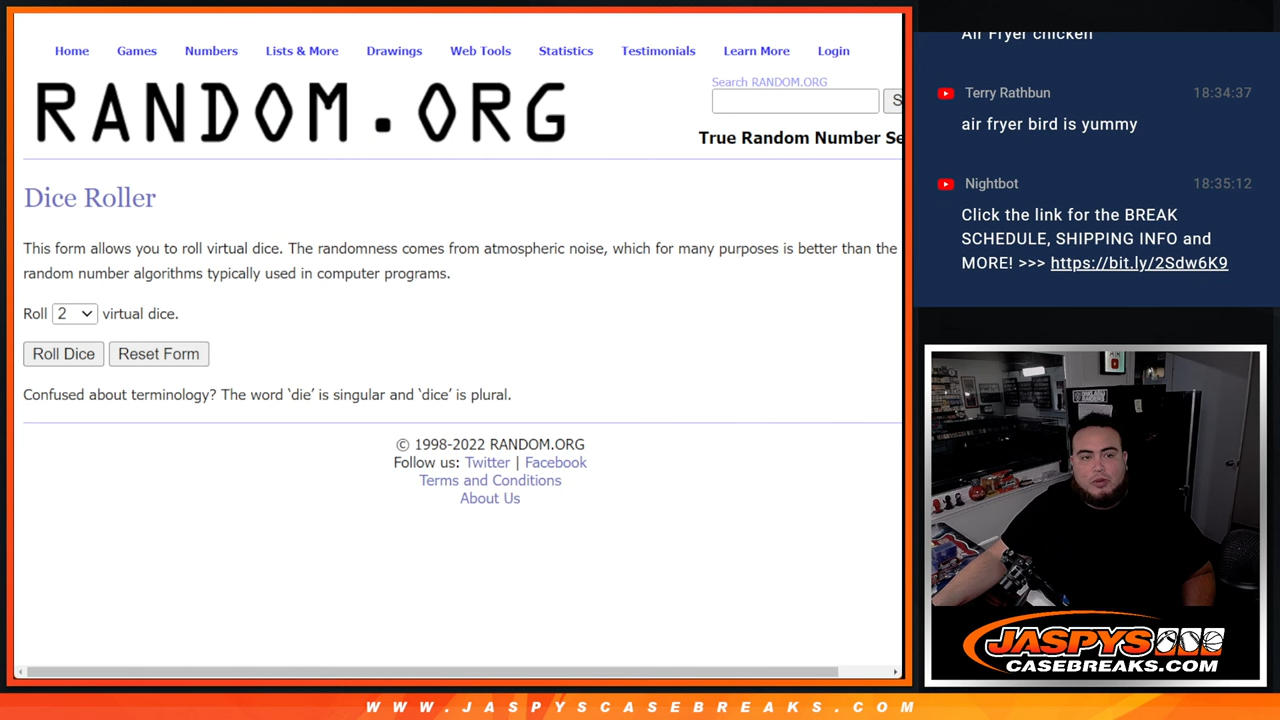 Home Games Numbers Lists & More Drawings Web Tools Statistics Testimonials Learn More Login
RANDOM.ORG
Search RANDOM.ORG
S
True Random Number Se
Dice Roller
This form allows you to roll virtual dice. The randomness comes from atmospheric noise, which for many purposes is better than the
random number algorithms typically used in computer programs.
Roll 2 virtual dice.
Roll Dice Reset Form
Confused about terminology? The word ‘die’ is singular and ‘dice’ is plural.
© 1998-2022 RANDOM.ORG
Follow us: Twitter | Facebook
Terms and Conditions
About Us
Air Fryer chicken
Terry Rathbun 18:34:37
air fryer bird is yummy
Nightbot 18:35:12
Click the link for the BREAK
SCHEDULE, SHIPPING INFO and
MORE! >>> https://bit.ly/2Sdw6K9
JASPYS
CASEBREAKS.COM
WWW.JASPYSCASEBREAKS.COM